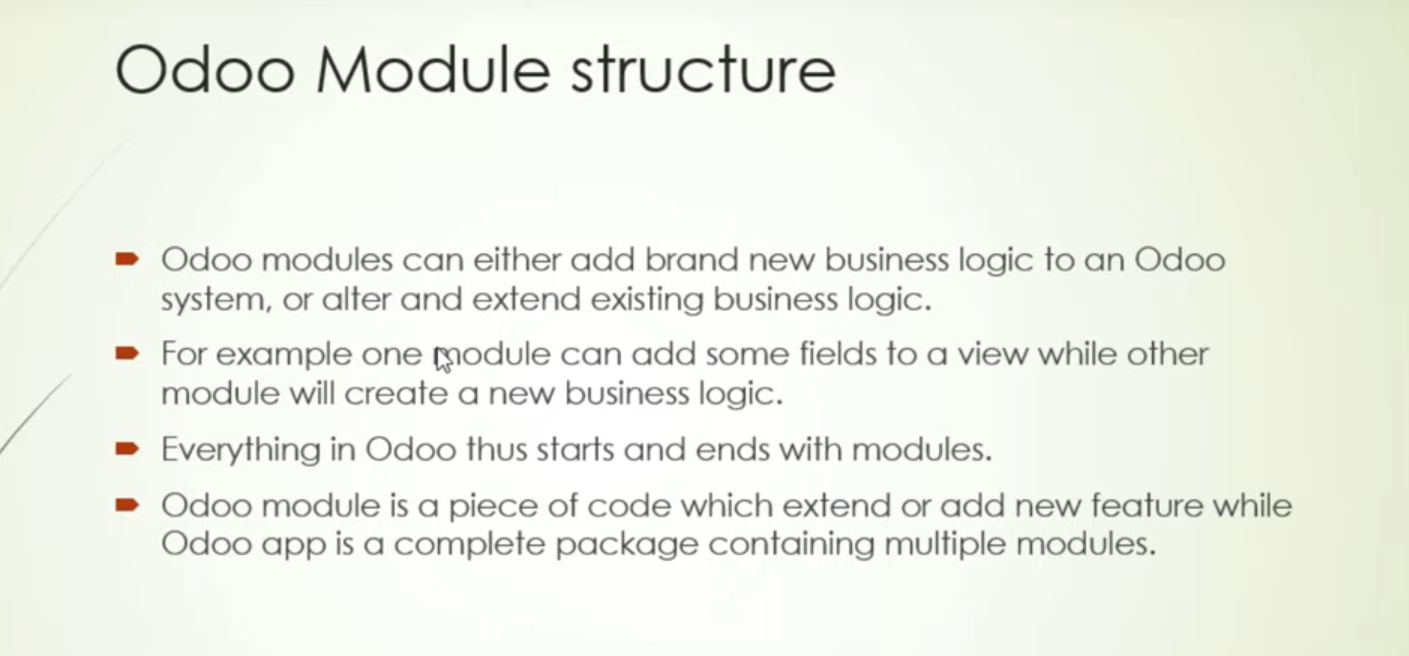 Odoo Module structure
Odoo modules can either add brand new business logic to an Odoo
system, or alter and extend existing business logic.
For example one module can add some fields to a view while other
module will create a new business logic.
Everything in Odoo thus starts and ends with modules.
Odoo module is a piece of code which extend or add new feature while
Odoo app is a complete package containing multiple modules.